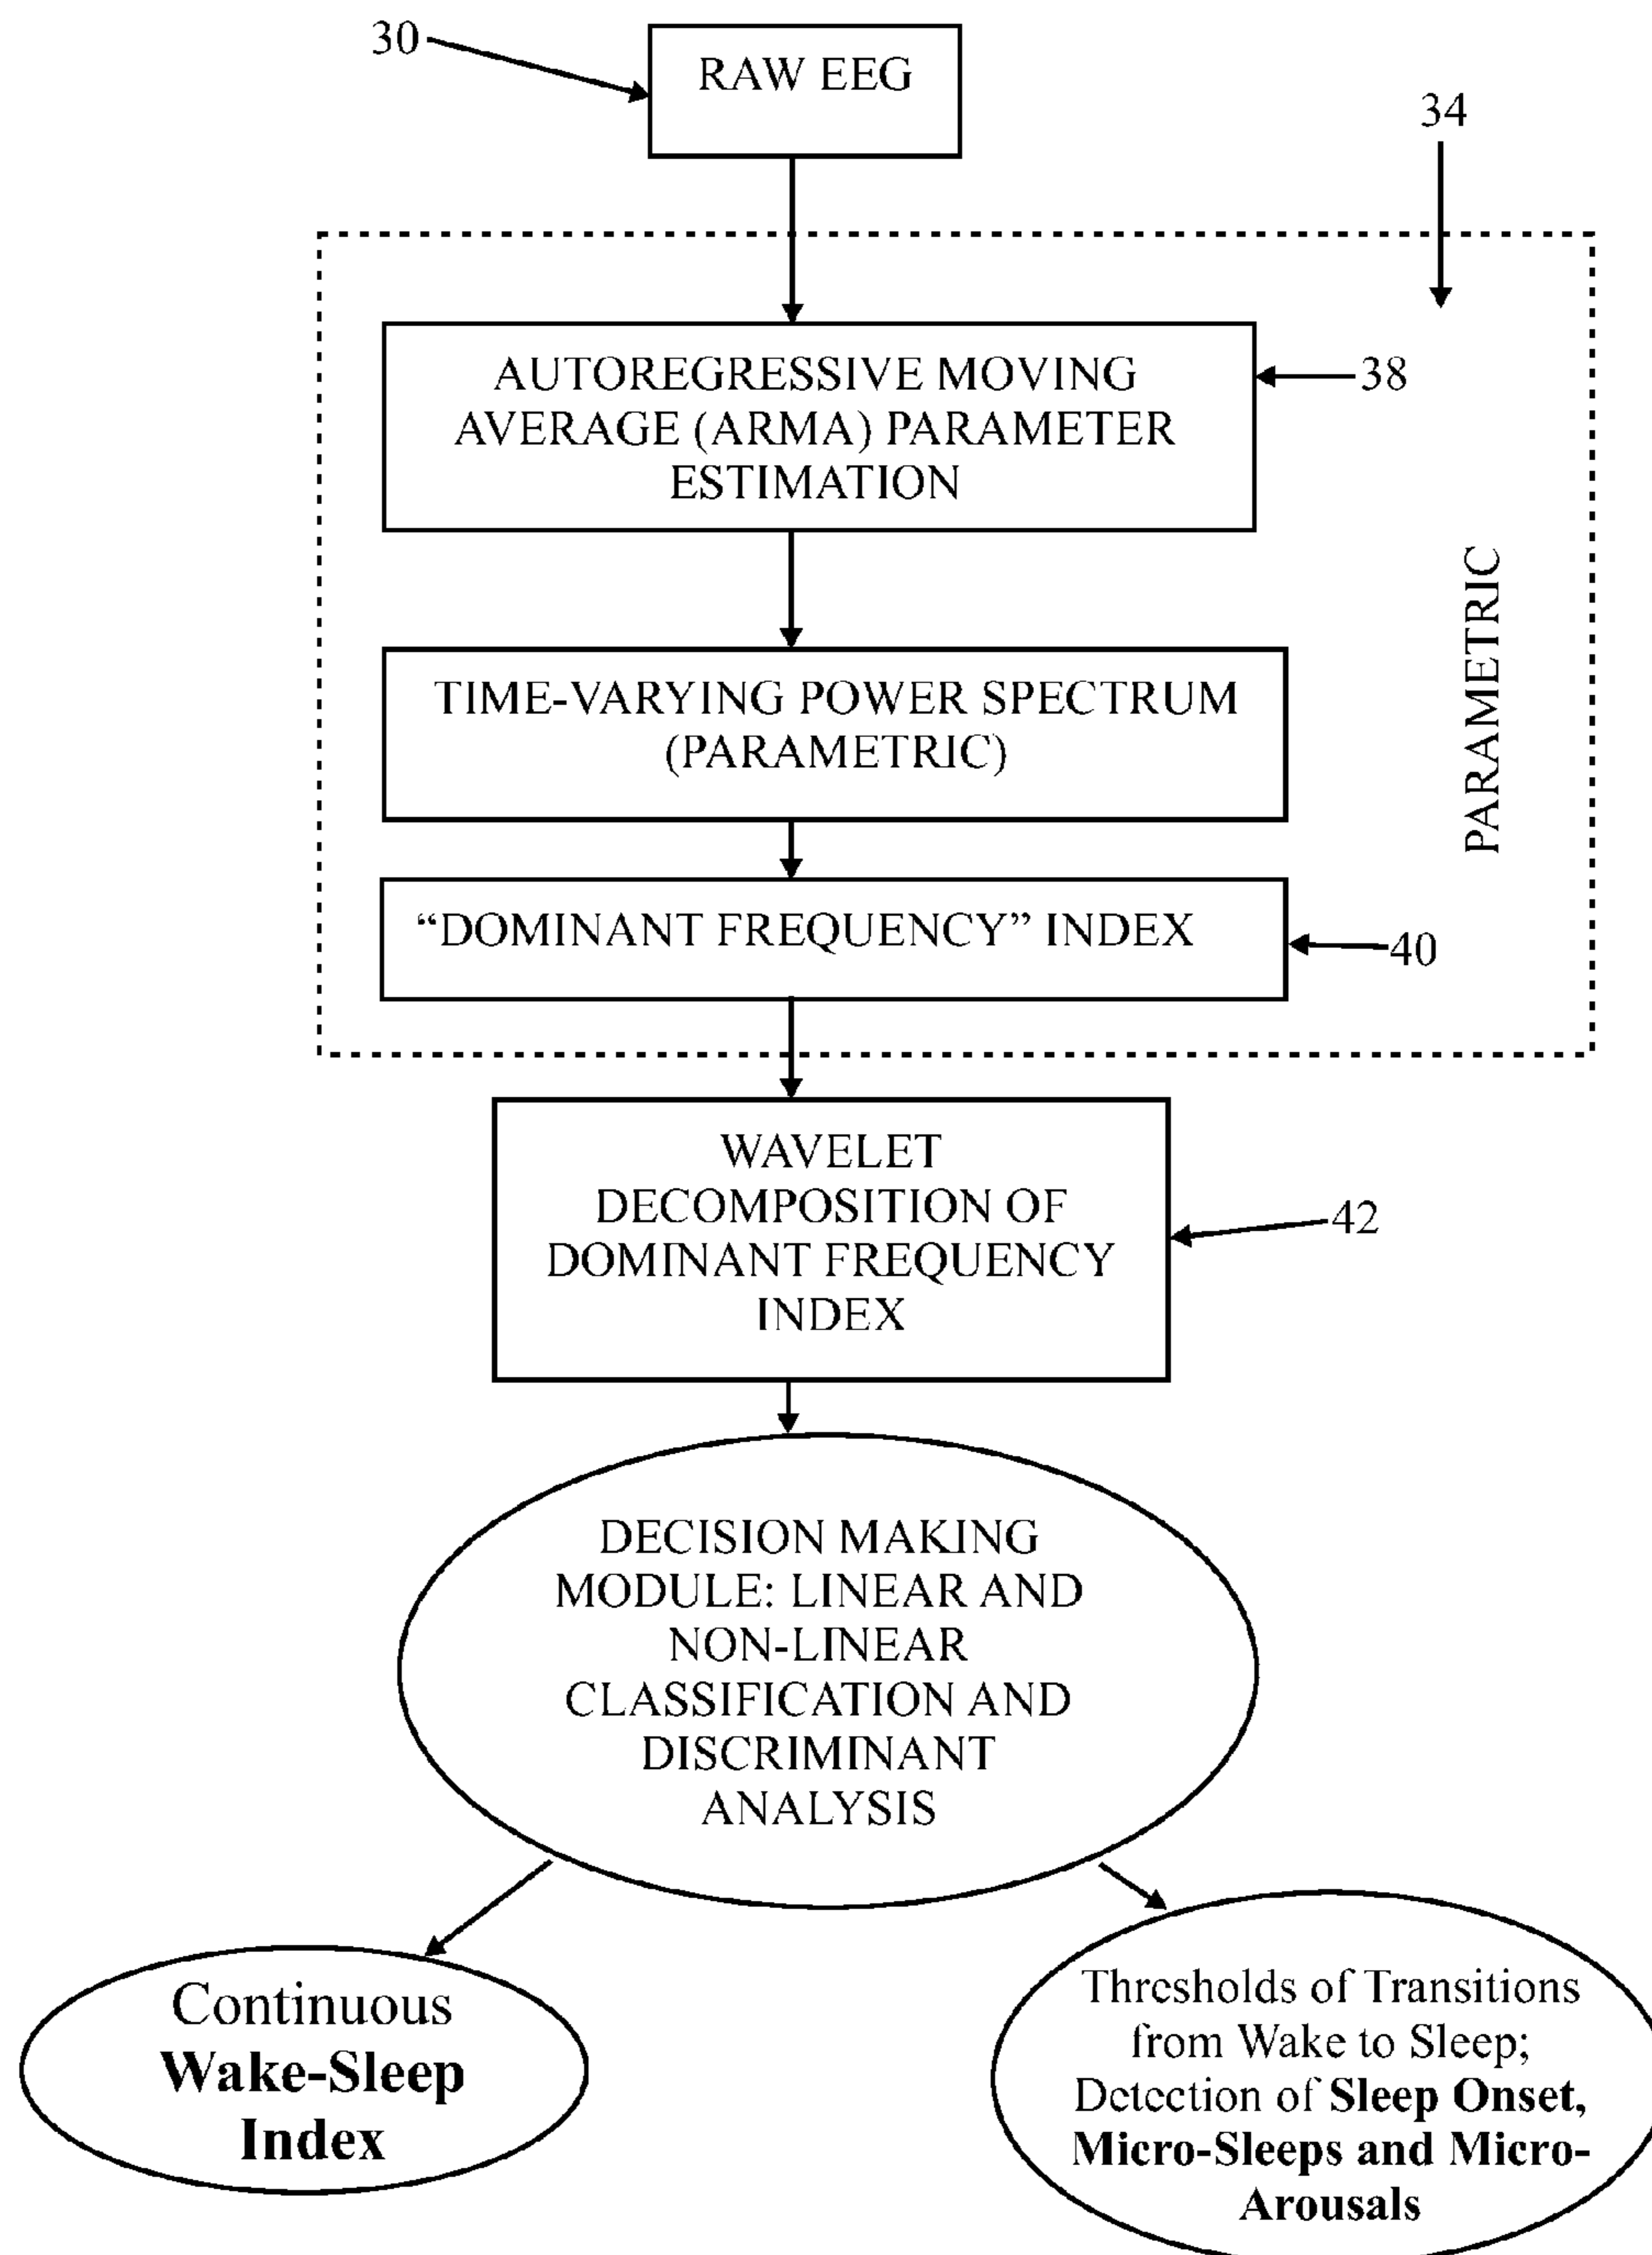 30
RAW EEG
34
AUTOREGRESSIVE MOVING
AVERAGE (ARMA) PARAMETER
ESTIMATION
38
TIME-VARYING POWER SPECTRUM
(PARAMETRIC)
PARAMETRIC
“DOMINANT FREQUENCY” INDEX
40
WAVELET
DECOMPOSITION OF
DOMINANT FREQUENCY
INDEX
42
DECISION MAKING
MODULE: LINEAR AND
NON-LINEAR
CLASSIFICATION AND
DISCRIMINANT
ANALYSIS
Continuous
Wake-Sleep
Index
Thresholds of Transitions
from Wake to Sleep;
Detection of Sleep Onset,
Micro-Sleeps and Micro-
Arousals